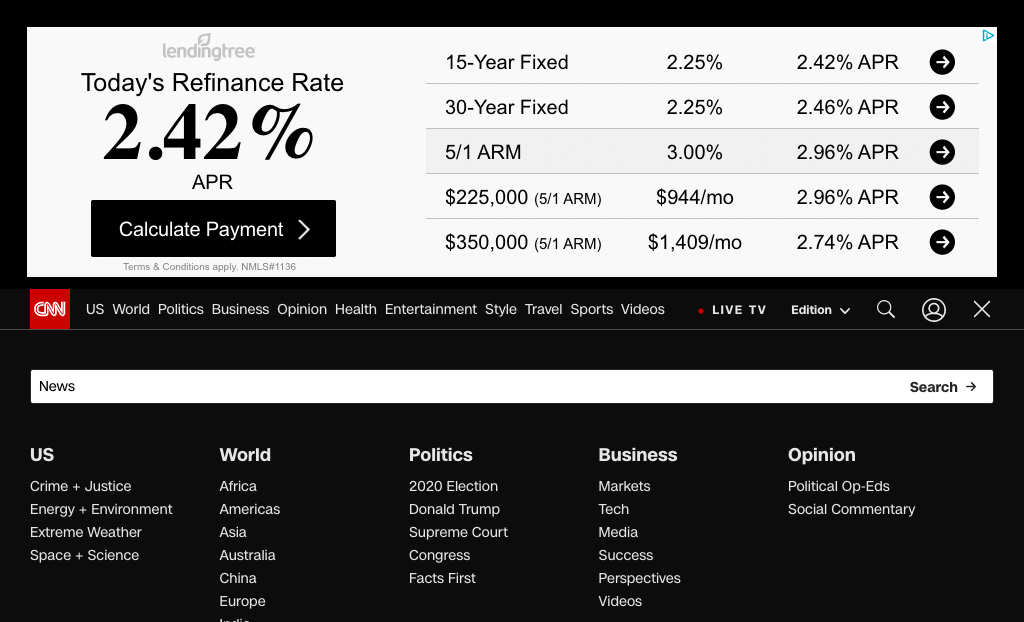 lendingtree
Today's Refinance Rate
2.42%
APR
Calculate Payment
Terms & Conditions apply. NMLS#1136
15-Year Fixed 2.25% 2.42% APR
30-Year Fixed 2.25% 2.46% APR
5/1 ARM 3.00% 2.96% APR
$225,000 (5/1 ARM) $944/mo 2.96% APR
$350,000 (5/1 ARM) $1,409/mo 2.74% APR
CNN US World Politics Business Opinion Health Entertainment Style Travel Sports Videos LIVE TV Edition
News Search
US
Crime + Justice
Energy + Environment
Extreme Weather
Space + Science
World
Africa
Americas
Asia
Australia
China
Europe
Politics
2020 Election
Donald Trump
Supreme Court
Congress
Facts First
Business
Markets
Tech
Media
Success
Perspectives
Videos
Opinion
Political Op-Eds
Social Commentary